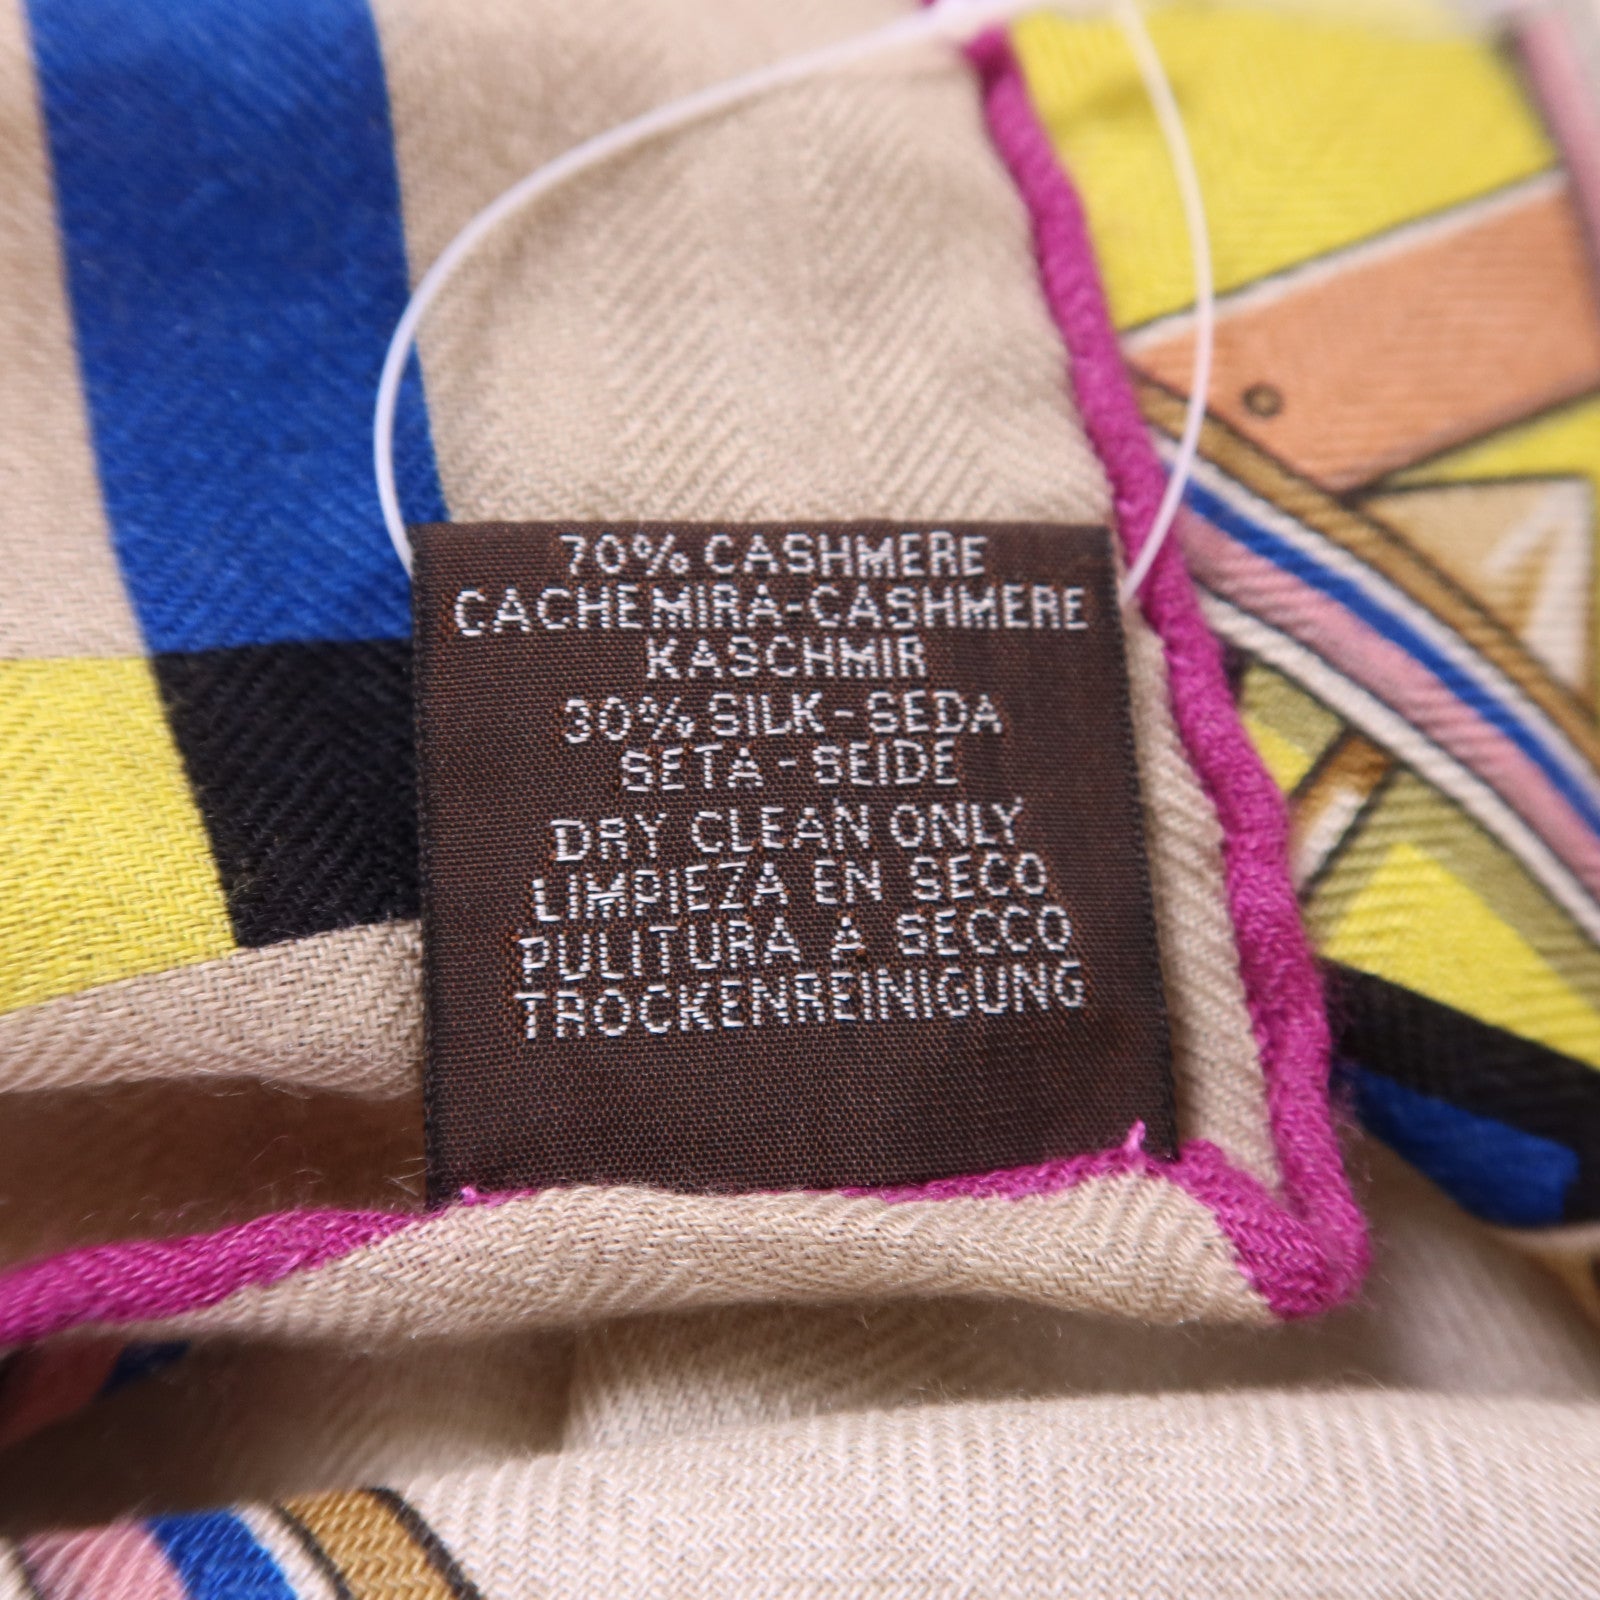 70% CASHMERE
CACHEMIRA-CASHMERE
KASCHMIR
30% SILK-SEDA
SETA-SEIDE
DRY CLEAN ONLY
LIMPIEZA EN SECO
PULITURA A SECCO
TROCKENREINIGUNG